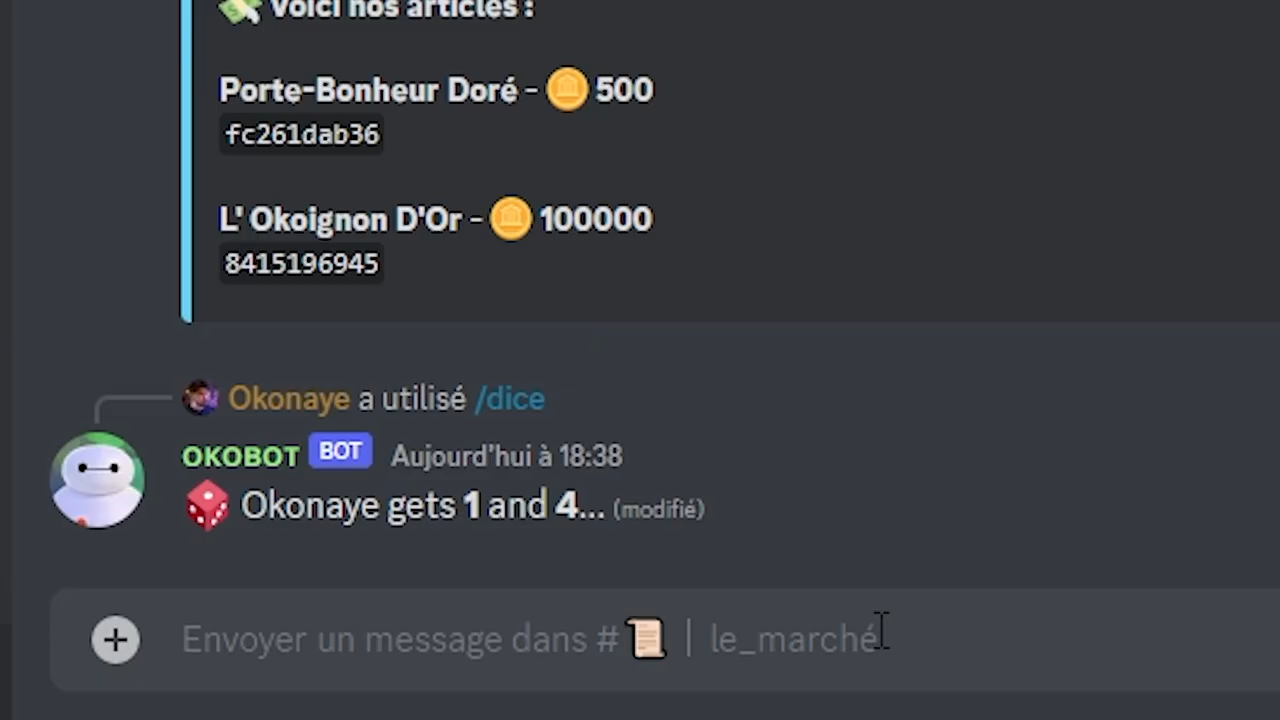 Voici nos articles :
Porte-Bonheur Doré - 500
fc261dab36
L' Okoignon D'Or - 100000
8415196945
Okonaye a utilisé /dice
OKOBOT BOT Aujourd'hui à 18:38
Okonaye gets 1 and 4... (modifié)
Envoyer un message dans # | le_marché